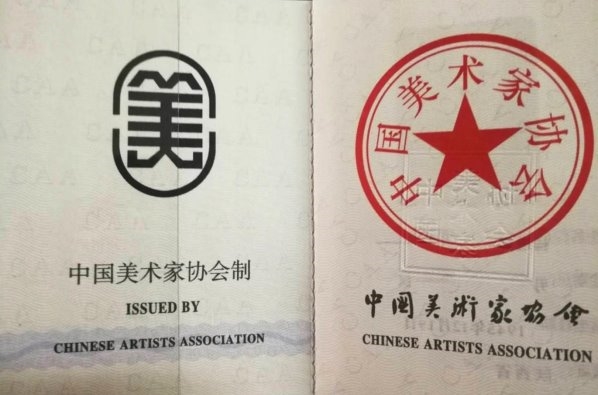 美
中国美术家协会制
ISSUED BY
CHINESE ARTISTS ASSOCIATION
中国美术家协会
中國美術家協會
CHINESE ARTISTS ASSOCIATION